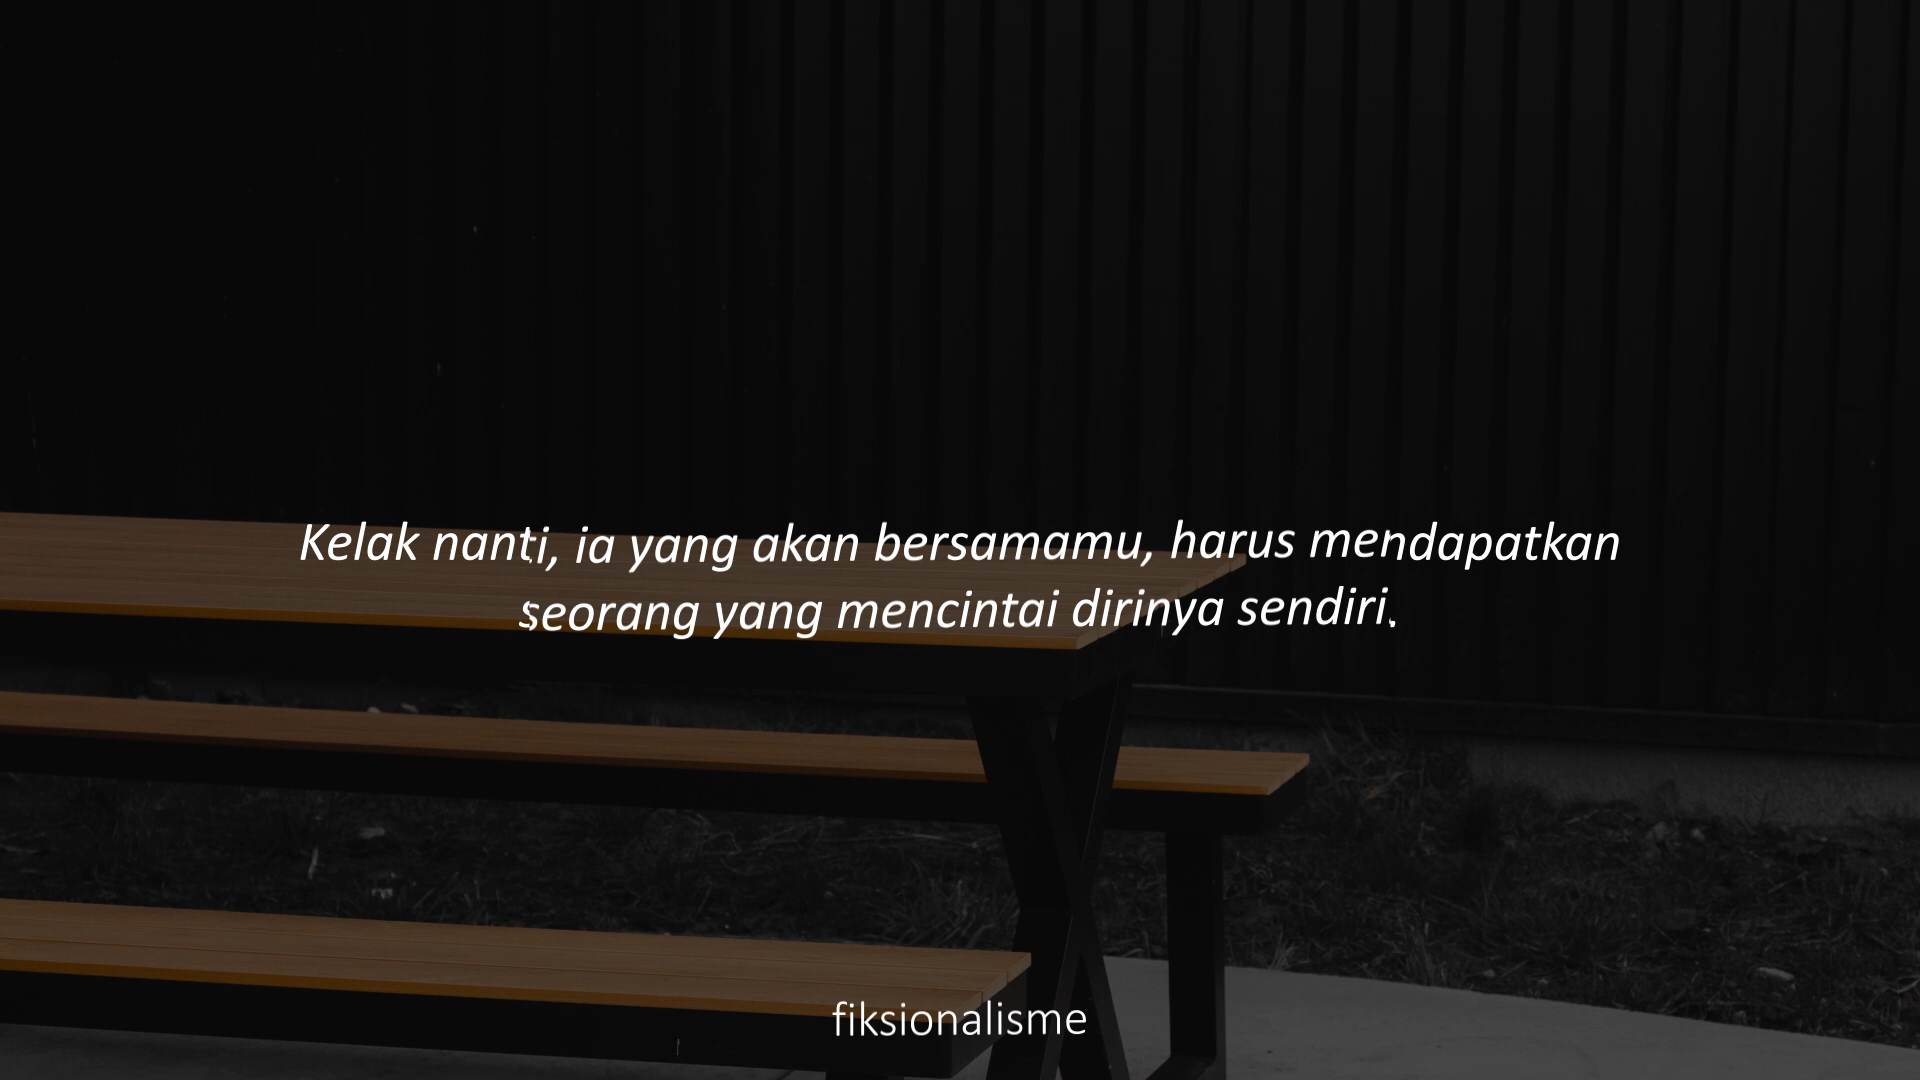 Kelak nanti, ia yang akan bersamamu, harus mendapatkan
seorang yang mencintai dirinya sendiri.
fiksionalisme